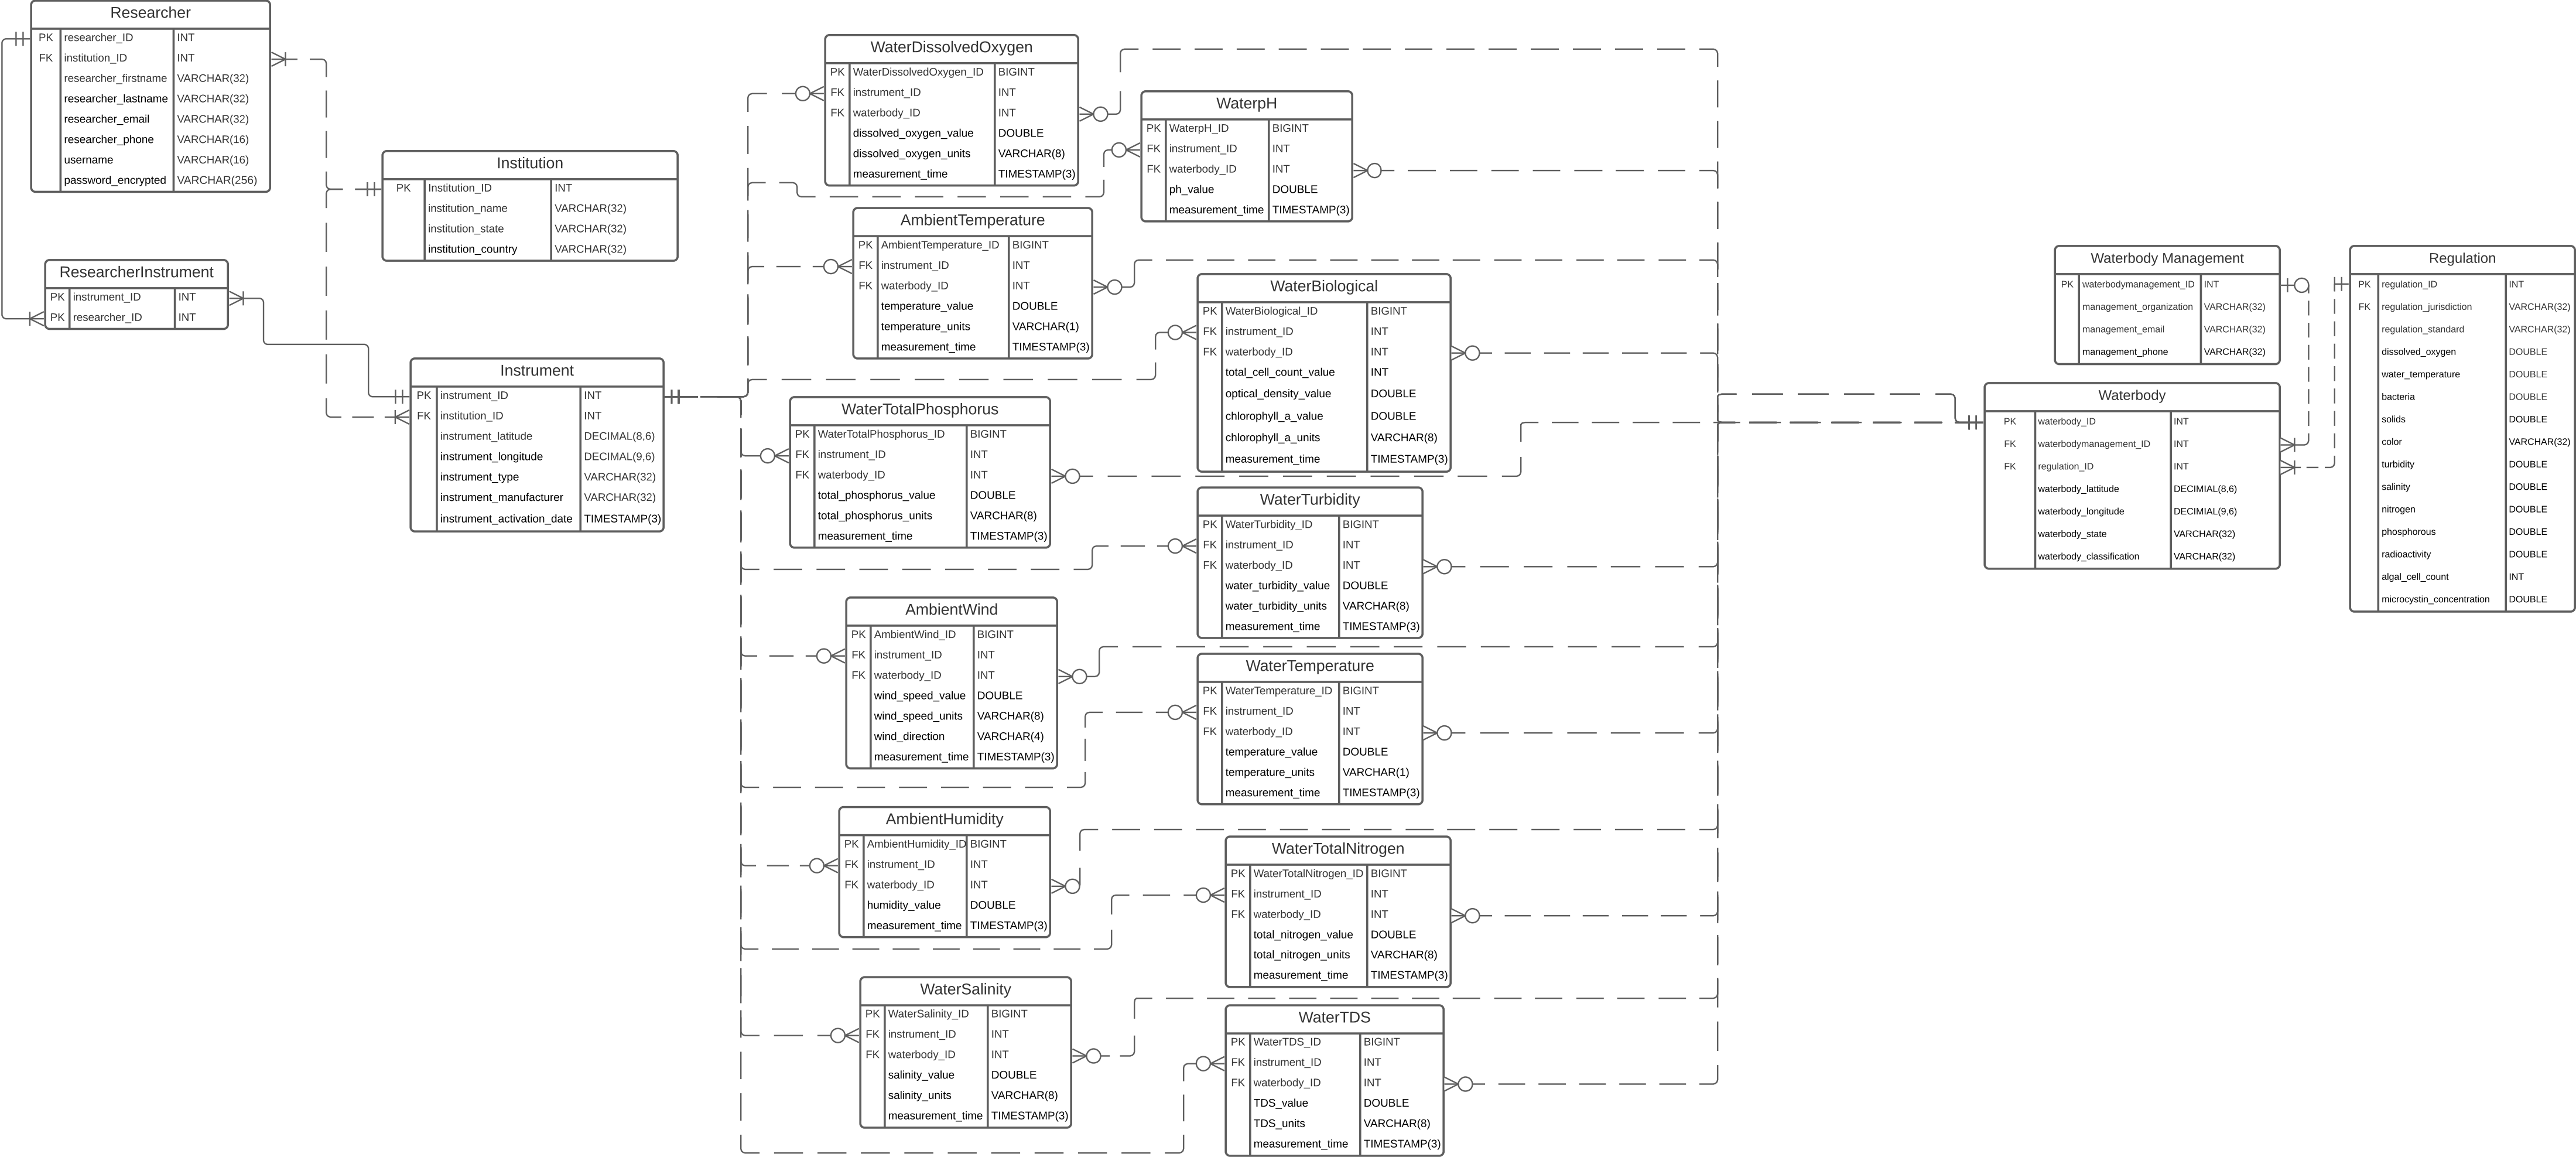 Researcher
PK researcher_ID INT
FK institution_ID INT
researcher_firstname VARCHAR(32)
researcher_lastname VARCHAR(32)
researcher_email VARCHAR(32)
researcher_phone VARCHAR(16)
username VARCHAR(16)
password_encrypted VARCHAR(256)
Institution
PK Institution_ID INT
institution_name VARCHAR(32)
institution_state VARCHAR(32)
institution_country VARCHAR(32)
ResearcherInstrument
PK instrument_ID INT
PK researcher_ID INT
Instrument
PK instrument_ID INT
FK institution_ID INT
instrument_latitude DECIMAL(8,6)
instrument_longitude DECIMAL(9,6)
instrument_type VARCHAR(32)
instrument_manufacturer VARCHAR(32)
instrument_activation_date TIMESTAMP(3)
WaterDissolvedOxygen
PK WaterDissolvedOxygen_ID BIGINT
FK instrument_ID INT
FK waterbody_ID INT
dissolved_oxygen_value DOUBLE
dissolved_oxygen_units VARCHAR(8)
measurement_time TIMESTAMP(3)
WaterpH
PK WaterpH_ID BIGINT
FK instrument_ID INT
FK waterbody_ID INT
ph_value DOUBLE
measurement_time TIMESTAMP(3)
AmbientTemperature
PK AmbientTemperature_ID BIGINT
FK instrument_ID INT
FK waterbody_ID INT
temperature_value DOUBLE
temperature_units VARCHAR(1)
measurement_time TIMESTAMP(3)
WaterBiological
PK WaterBiological_ID BIGINT
FK instrument_ID INT
FK waterbody_ID INT
total_cell_count_value INT
optical_density_value DOUBLE
chlorophyll_a_value DOUBLE
chlorophyll_a_units VARCHAR(8)
measurement_time TIMESTAMP(3)
WaterTotalPhosphorus
PK WaterTotalPhosphorus_ID BIGINT
FK instrument_ID INT
FK waterbody_ID INT
total_phosphorus_value DOUBLE
total_phosphorus_units VARCHAR(8)
measurement_time TIMESTAMP(3)
WaterTurbidity
PK WaterTurbidity_ID BIGINT
FK instrument_ID INT
FK waterbody_ID INT
water_turbidity_value DOUBLE
water_turbidity_units VARCHAR(8)
measurement_time TIMESTAMP(3)
AmbientWind
PK AmbientWind_ID BIGINT
FK instrument_ID INT
FK waterbody_ID INT
wind_speed_value DOUBLE
wind_speed_units VARCHAR(8)
wind_direction VARCHAR(4)
measurement_time TIMESTAMP(3)
WaterTemperature
PK WaterTemperature_ID BIGINT
FK instrument_ID INT
FK waterbody_ID INT
temperature_value DOUBLE
temperature_units VARCHAR(1)
measurement_time TIMESTAMP(3)
AmbientHumidity
PK AmbientHumidity_ID BIGINT
FK instrument_ID INT
FK waterbody_ID INT
humidity_value DOUBLE
measurement_time TIMESTAMP(3)
WaterTotalNitrogen
PK WaterTotalNitrogen_ID BIGINT
FK instrument_ID INT
FK waterbody_ID INT
total_nitrogen_value DOUBLE
total_nitrogen_units VARCHAR(8)
measurement_time TIMESTAMP(3)
WaterSalinity
PK WaterSalinity_ID BIGINT
FK instrument_ID INT
FK waterbody_ID INT
salinity_value DOUBLE
salinity_units VARCHAR(8)
measurement_time TIMESTAMP(3)
WaterTDS
PK WaterTDS_ID BIGINT
FK instrument_ID INT
FK waterbody_ID INT
TDS_value DOUBLE
TDS_units VARCHAR(8)
measurement_time TIMESTAMP(3)
Waterbody Management
PK waterbodymanagement_ID INT
management_organization VARCHAR(32)
management_email VARCHAR(32)
management_phone VARCHAR(32)
Waterbody
PK waterbody_ID INT
FK waterbodymanagement_ID INT
FK regulation_ID INT
waterbody_lattitude DECIMIAL(8,6)
waterbody_longitude DECIMIAL(9,6)
waterbody_state VARCHAR(32)
waterbody_classification VARCHAR(32)
Regulation
PK regulation_ID INT
FK regulation_jurisdiction VARCHAR(32)
regulation_standard VARCHAR(32)
dissolved_oxygen DOUBLE
water_temperature DOUBLE
bacteria DOUBLE
solids DOUBLE
color VARCHAR(32)
turbidity DOUBLE
salinity DOUBLE
nitrogen DOUBLE
phosphorous DOUBLE
radioactivity DOUBLE
algal_cell_count INT
microcystin_concentration DOUBLE